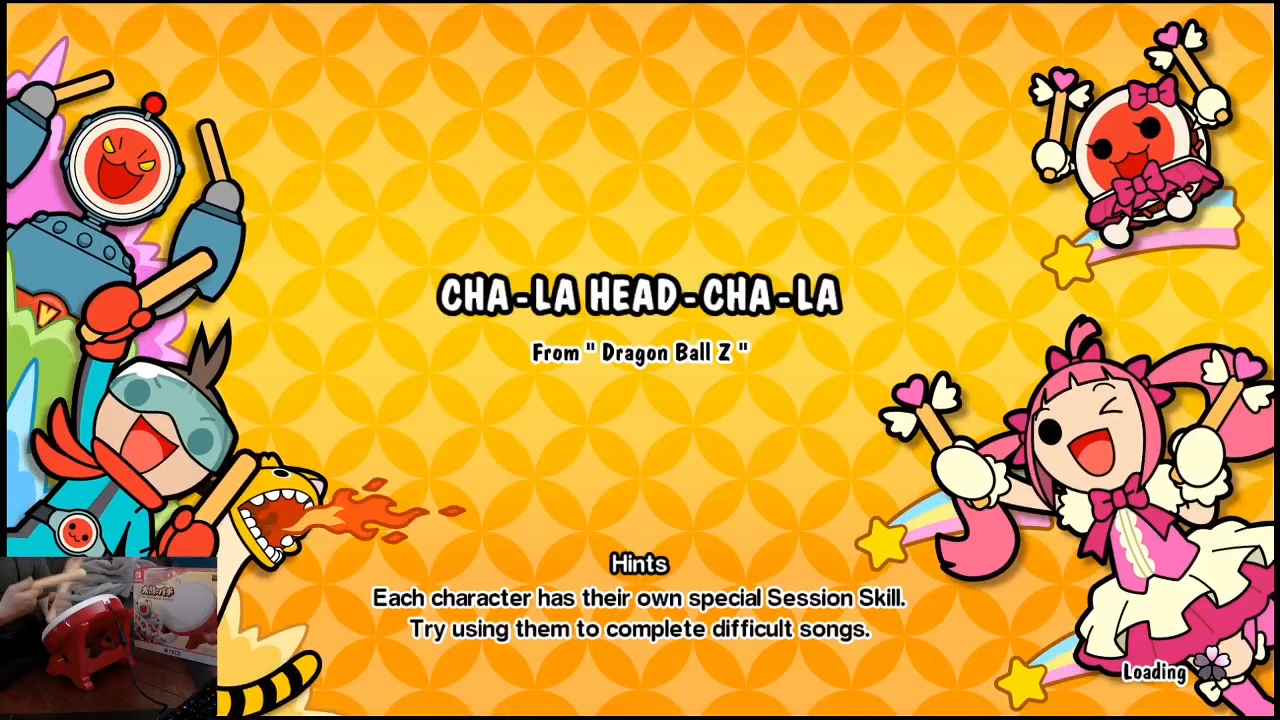 CHA-LA HEAD-CHA-LA
From " Dragon Ball Z "
Hints
Each character has their own special Session Skill.
Try using them to complete difficult songs.
Loading